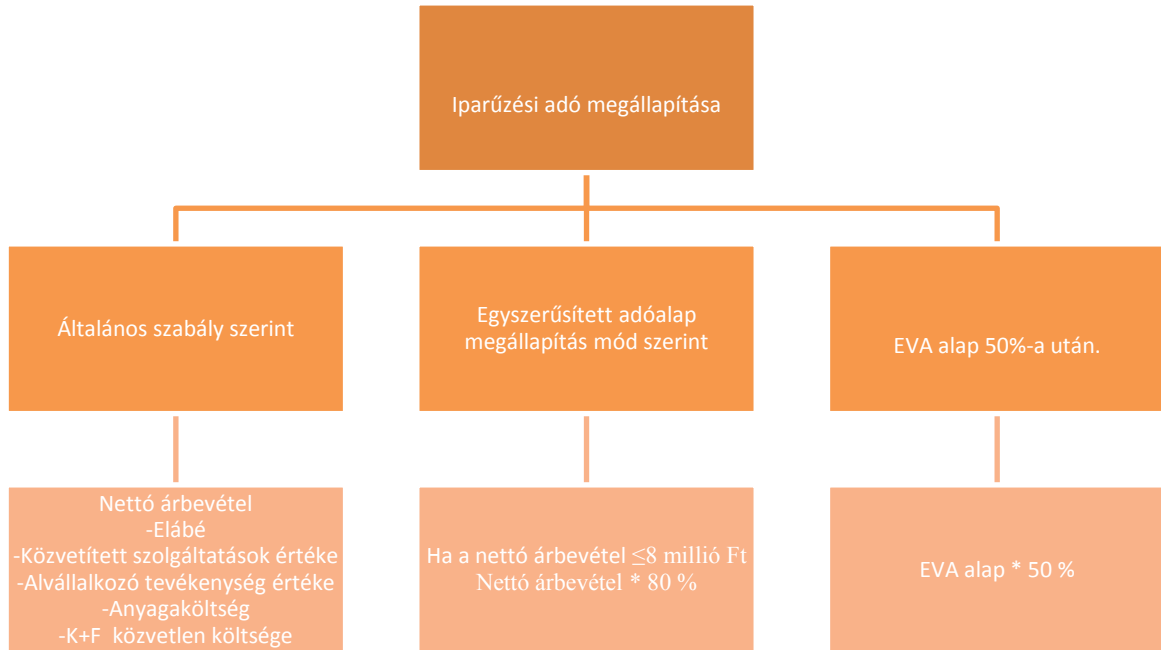 Iparűzési adó megállapítása
Általános szabály szerint
Egyszerűsített adóalap
megállapítás mód szerint
EVA alap 50%-a után.
Nettó árbevétel
-Elábé
-Közvetített szolgáltatások értéke
-Alvállalkozó tevékenység értéke
-Anyagaköltség
-K+F közvetlen költsége
Ha a nettó árbevétel ≤8 millió Ft
Nettó árbevétel * 80 %
EVA alap * 50 %